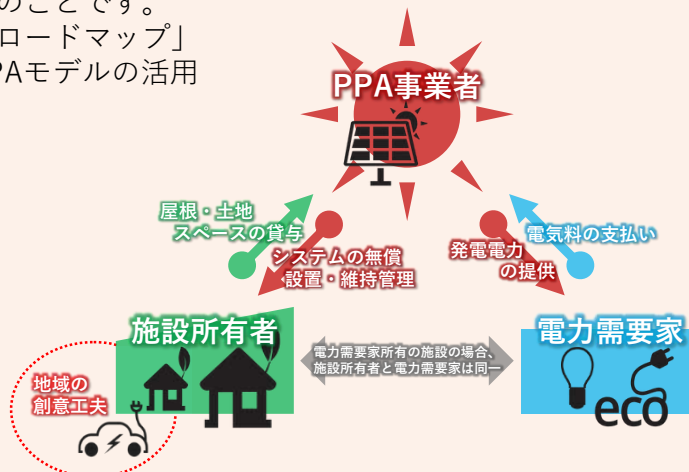 のことです。
ロードマップ」
PAモデルの活用
PPA事業者
屋根・土地
スペースの貸与
システムの無償
設置・維持管理
発電電力
の提供
電気料の支払い
施設所有者
電力需要家所有の施設の場合、
施設所有者と電力需要家は同一
電力需要家
地域の
創意工夫
eco